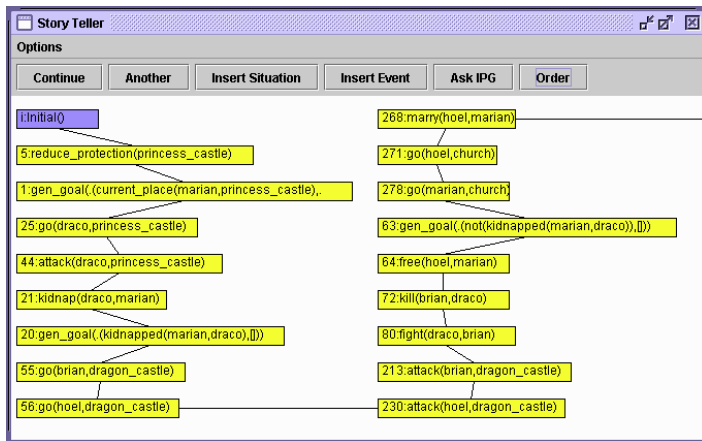 Story Teller
Options
Continue Another Insert Situation Insert Event Ask IPG Order
i:Initial()
5:reduce_protection(princess_castle)
1:gen_goal(.(current_place(marian,princess_castle),.
25:go(draco,princess_castle)
44:attack(draco,princess_castle)
21:kidnap(draco,marian)
20:gen_goal(.(kidnapped(marian,draco),[]))
55:go(brian,dragon_castle)
56:go(hoel,dragon_castle)
268:marry(hoel,marian)
271:go(hoel,church)
278:go(marian,church)
63:gen_goal(.(not(kidnapped(marian,draco)),[]))
64:free(hoel,marian)
72:kill(brian,draco)
80:fight(draco,brian)
213:attack(brian,dragon_castle)
230:attack(hoel,dragon_castle)